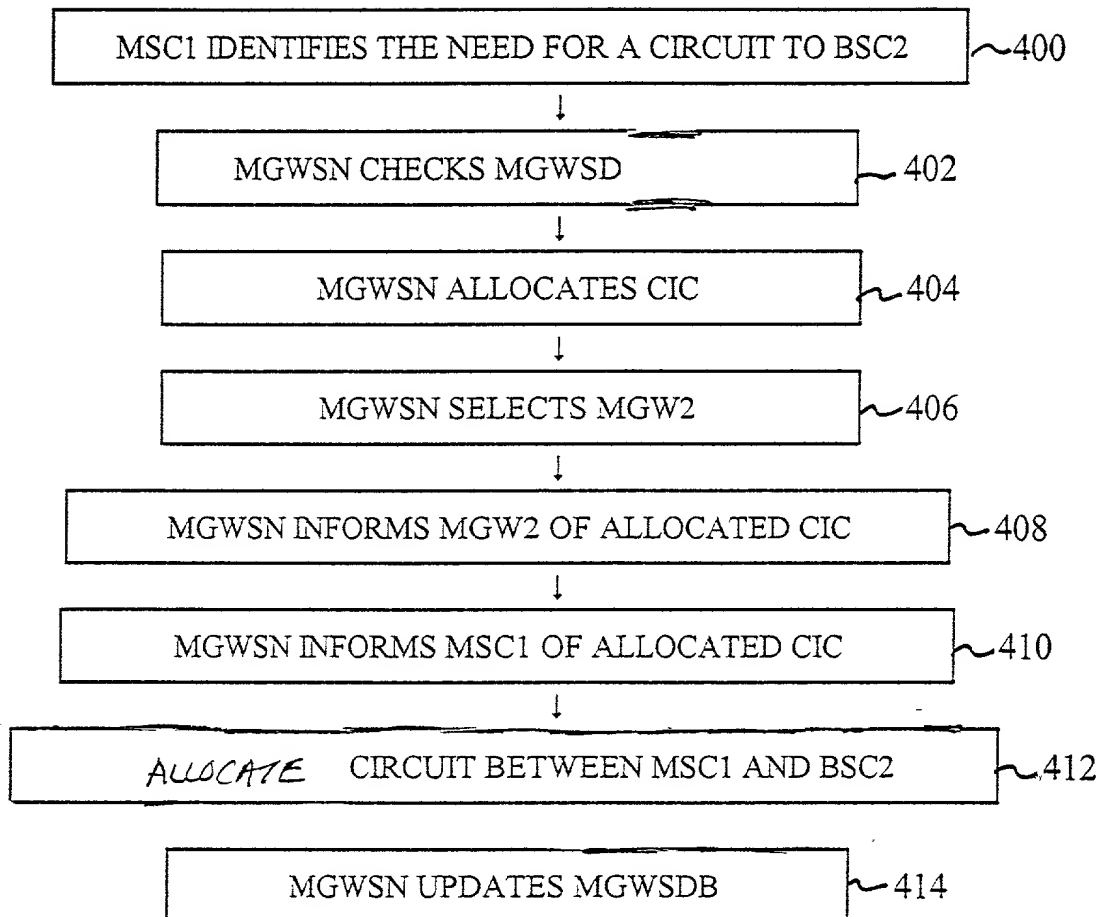 MSC1 IDENTIFIES THE NEED FOR A CIRCUIT TO BSC2 400
MGWSN CHECKS MGWSD 402
MGWSN ALLOCATES CIC 404
MGWSN SELECTS MGW2 406
MGWSN INFORMS MGW2 OF ALLOCATED CIC 408
MGWSN INFORMS MSC1 OF ALLOCATED CIC 410
ALLOCATE CIRCUIT BETWEEN MSC1 AND BSC2 412
MGWSN UPDATES MGWSDB 414